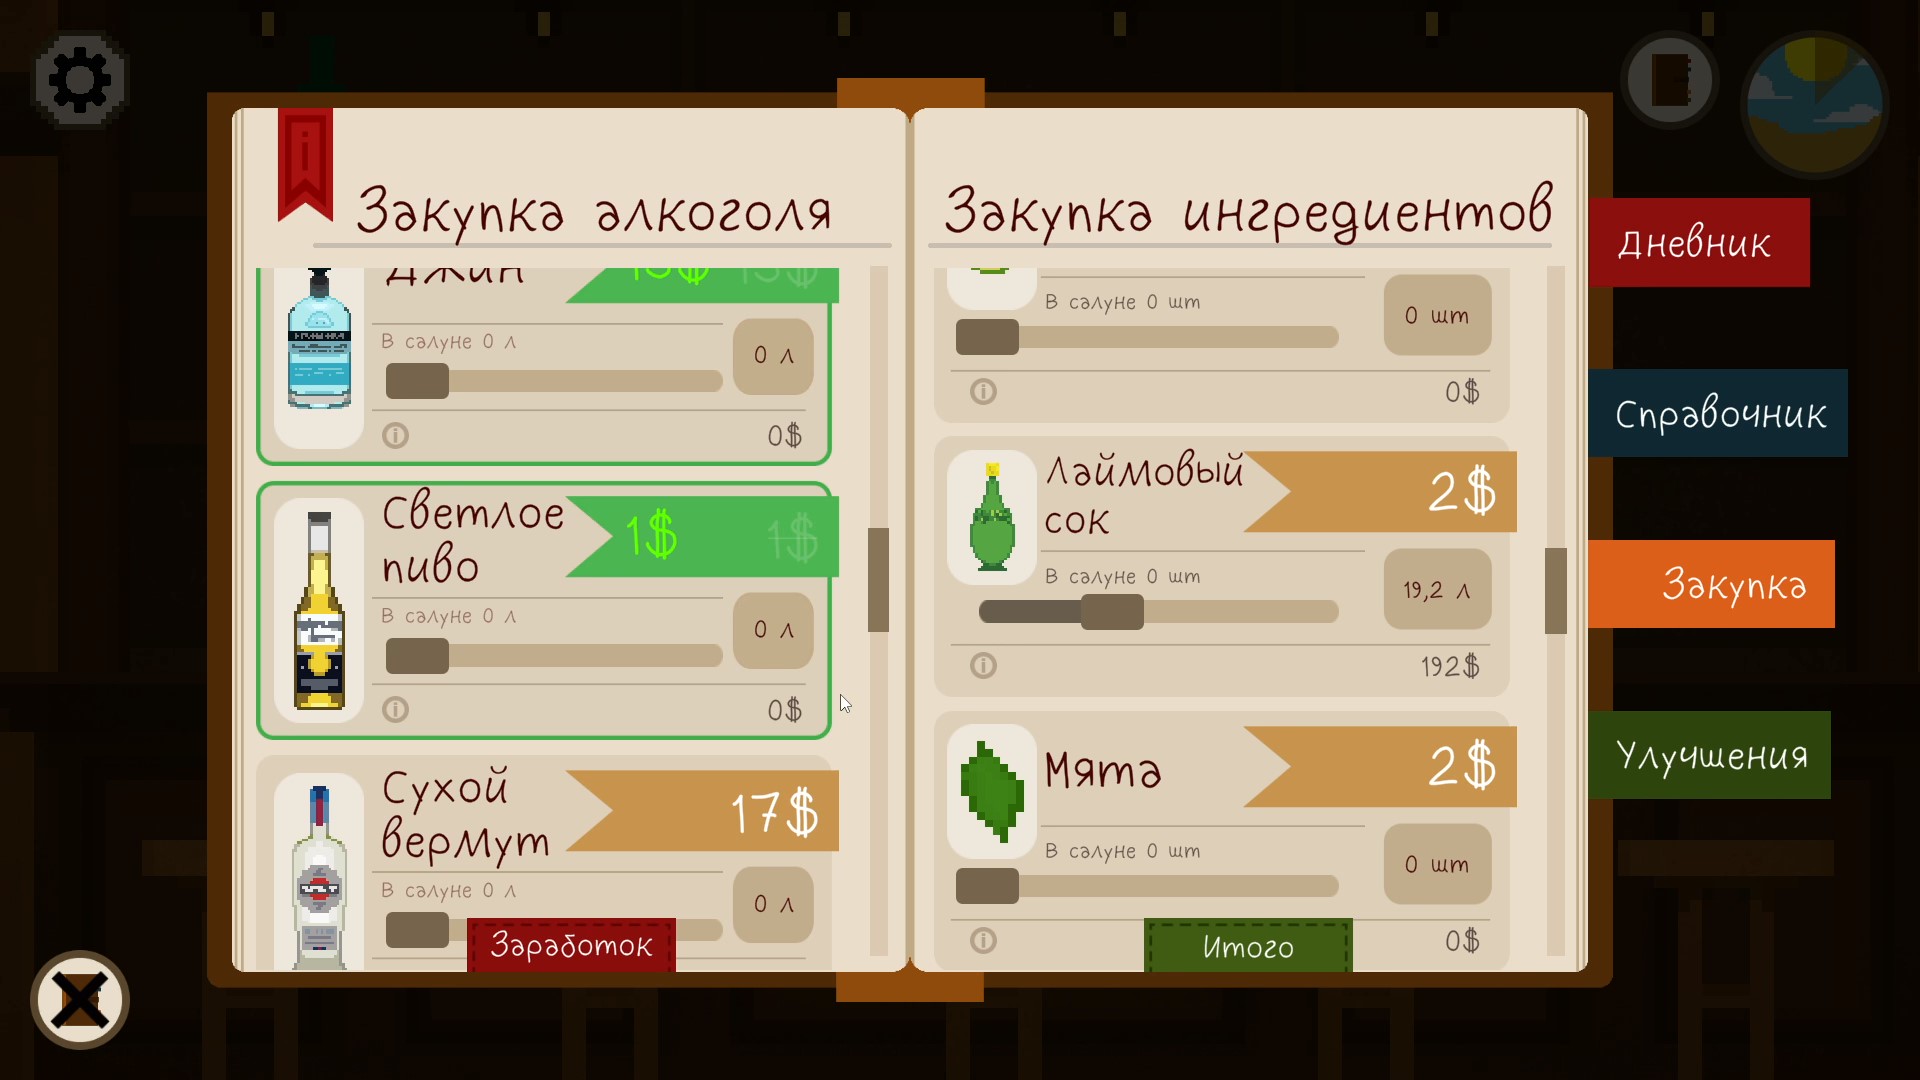 Закупка алкоголя
Джин
В салуне 0 л
0 л
0$
Светлое
пиво
1$ 1$
В салуне 0 л
0 л
0$
Сухой
вермут
17$
В салуне 0 л
0 л
Заработок
Закупка ингредиентов
В салуне 0 шт
0 шт
0$
Лаймовый
сок
2$
В салуне 0 шт
19,2 л
192$
Мята
2$
В салуне 0 шт
0 шт
0$
Итого
Дневник
Справочник
Закупка
Улучшения